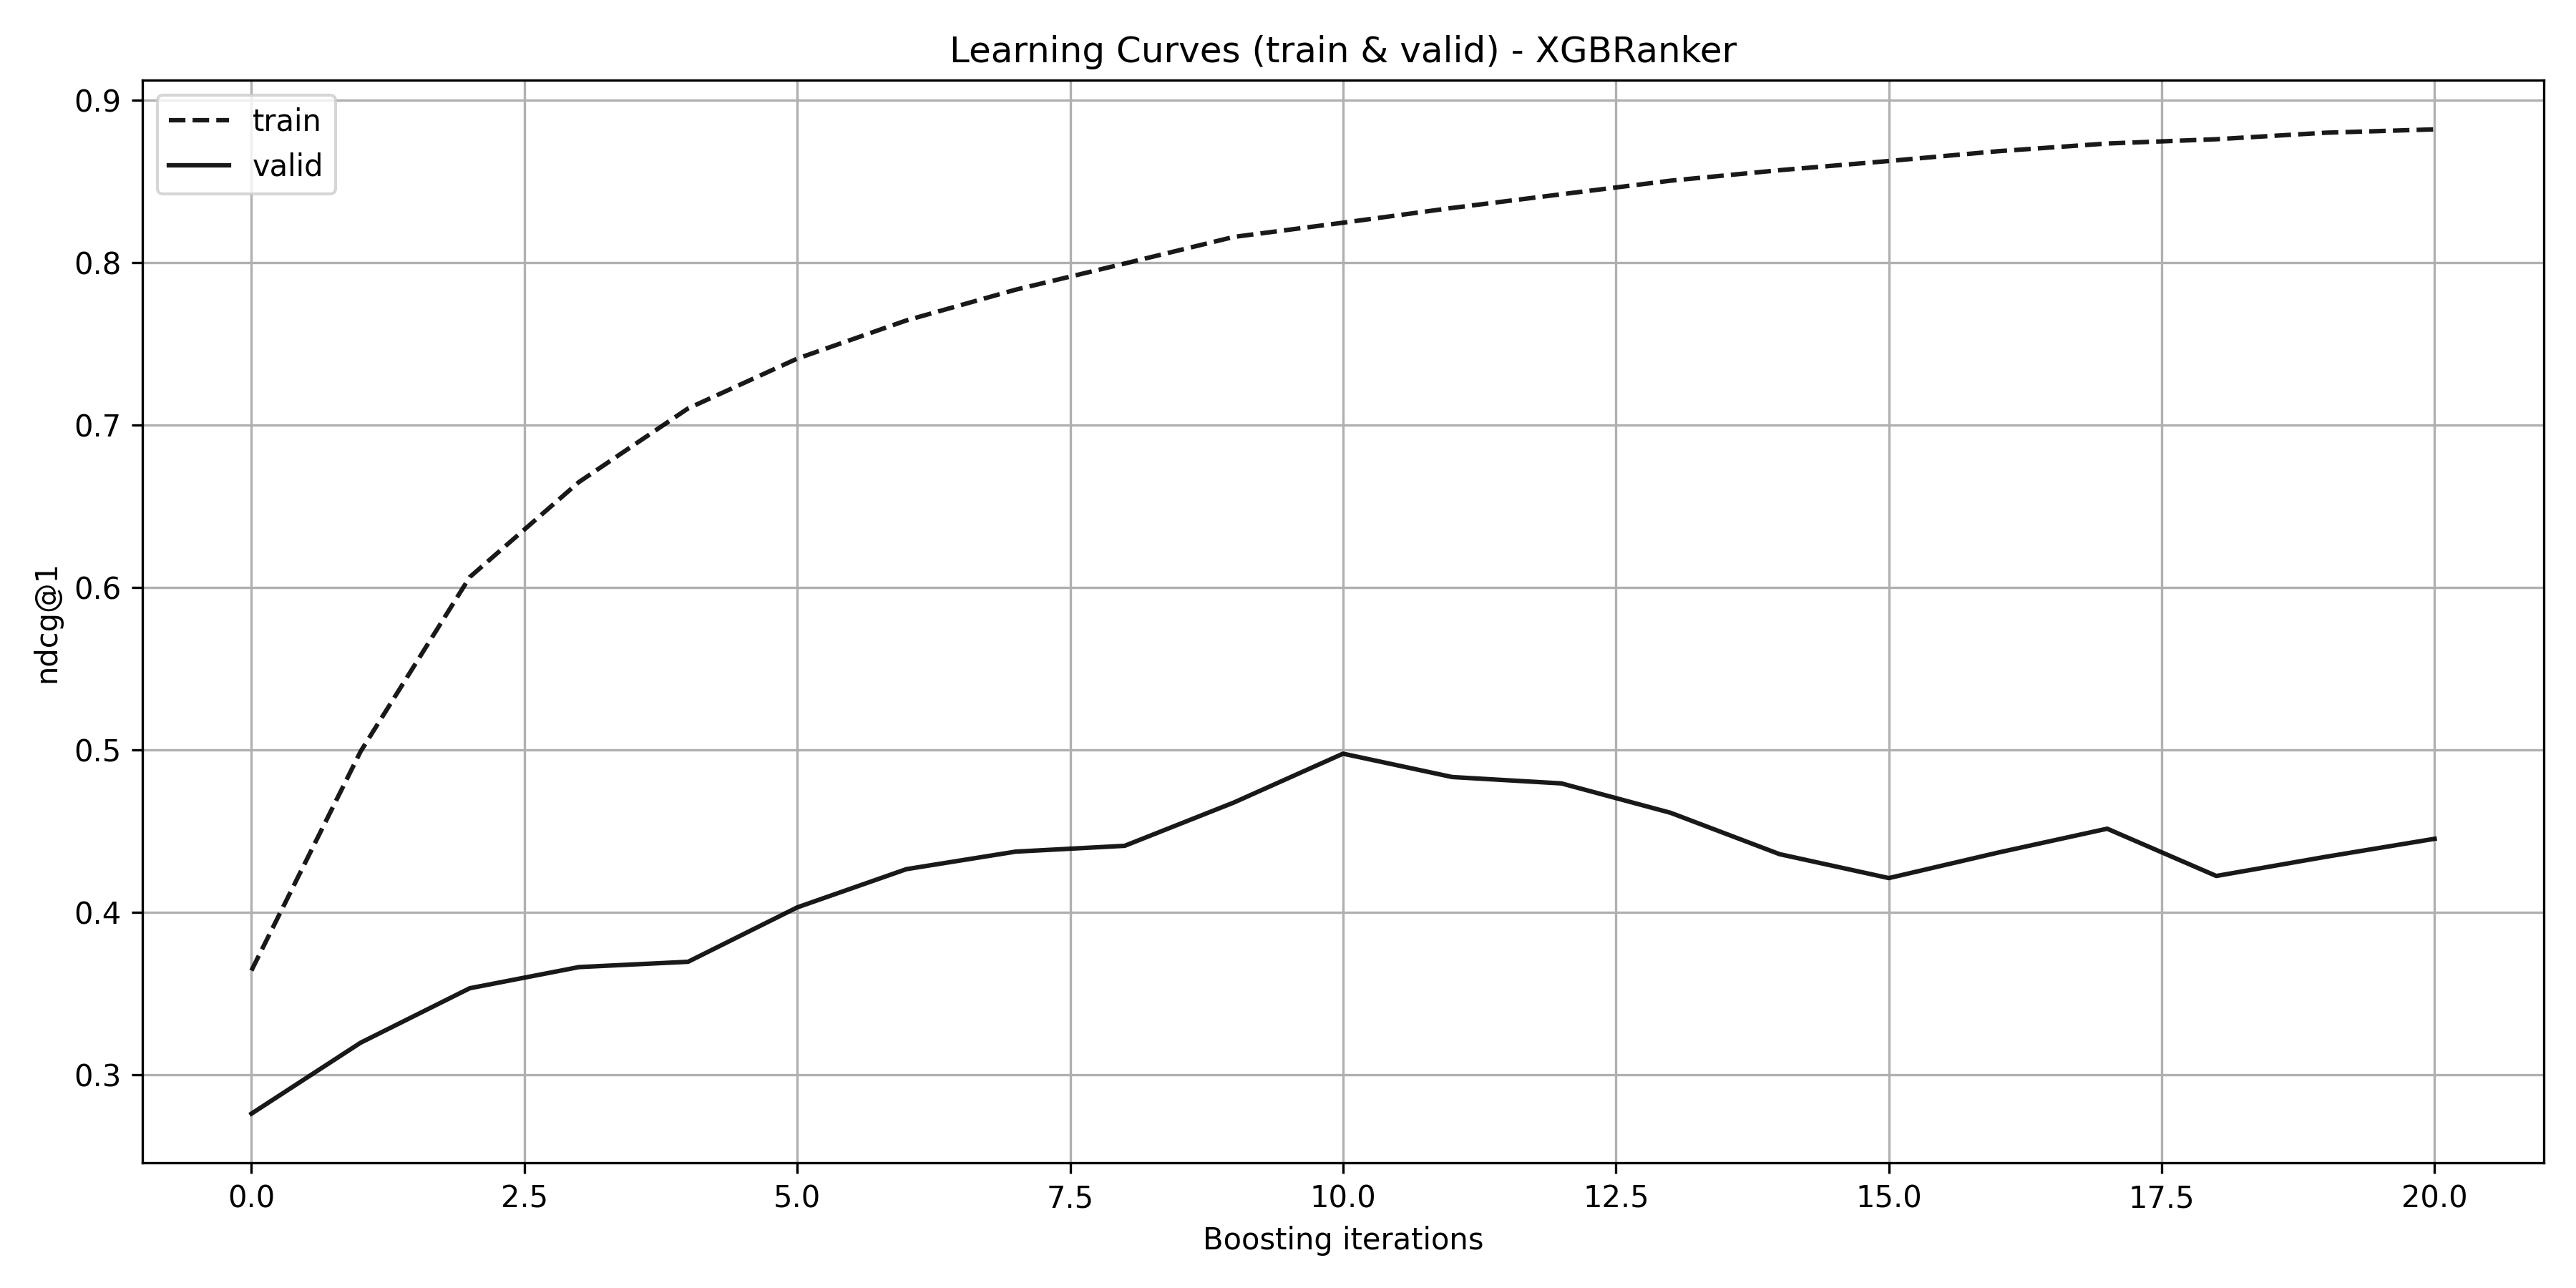 Learning Curves (train & valid) - XGBRanker
train
valid
0.9
0.8
0.7
0.6
0.5
0.4
0.3
ndcg@1
0.0 2.5 5.0 7.5 10.0 12.5 15.0 17.5 20.0
Boosting iterations